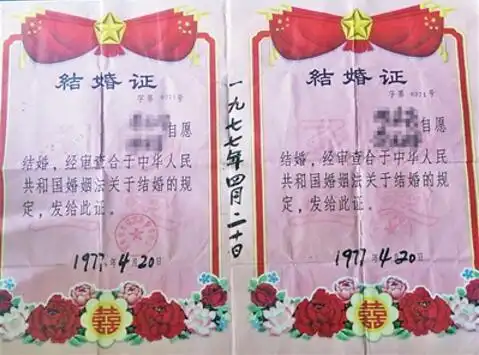 結婚证
字第 号
自愿
结婚，经审查合于中华人民
共和国婚姻法关于结婚的规
定，发给此证。
1977年4月20日
囍
一九七七年四月二十日
結婚证
字第 号
自愿
结婚，经审查合于中华人民
共和国婚姻法关于结婚的规
定，发给此证。
1977年4月20日
囍